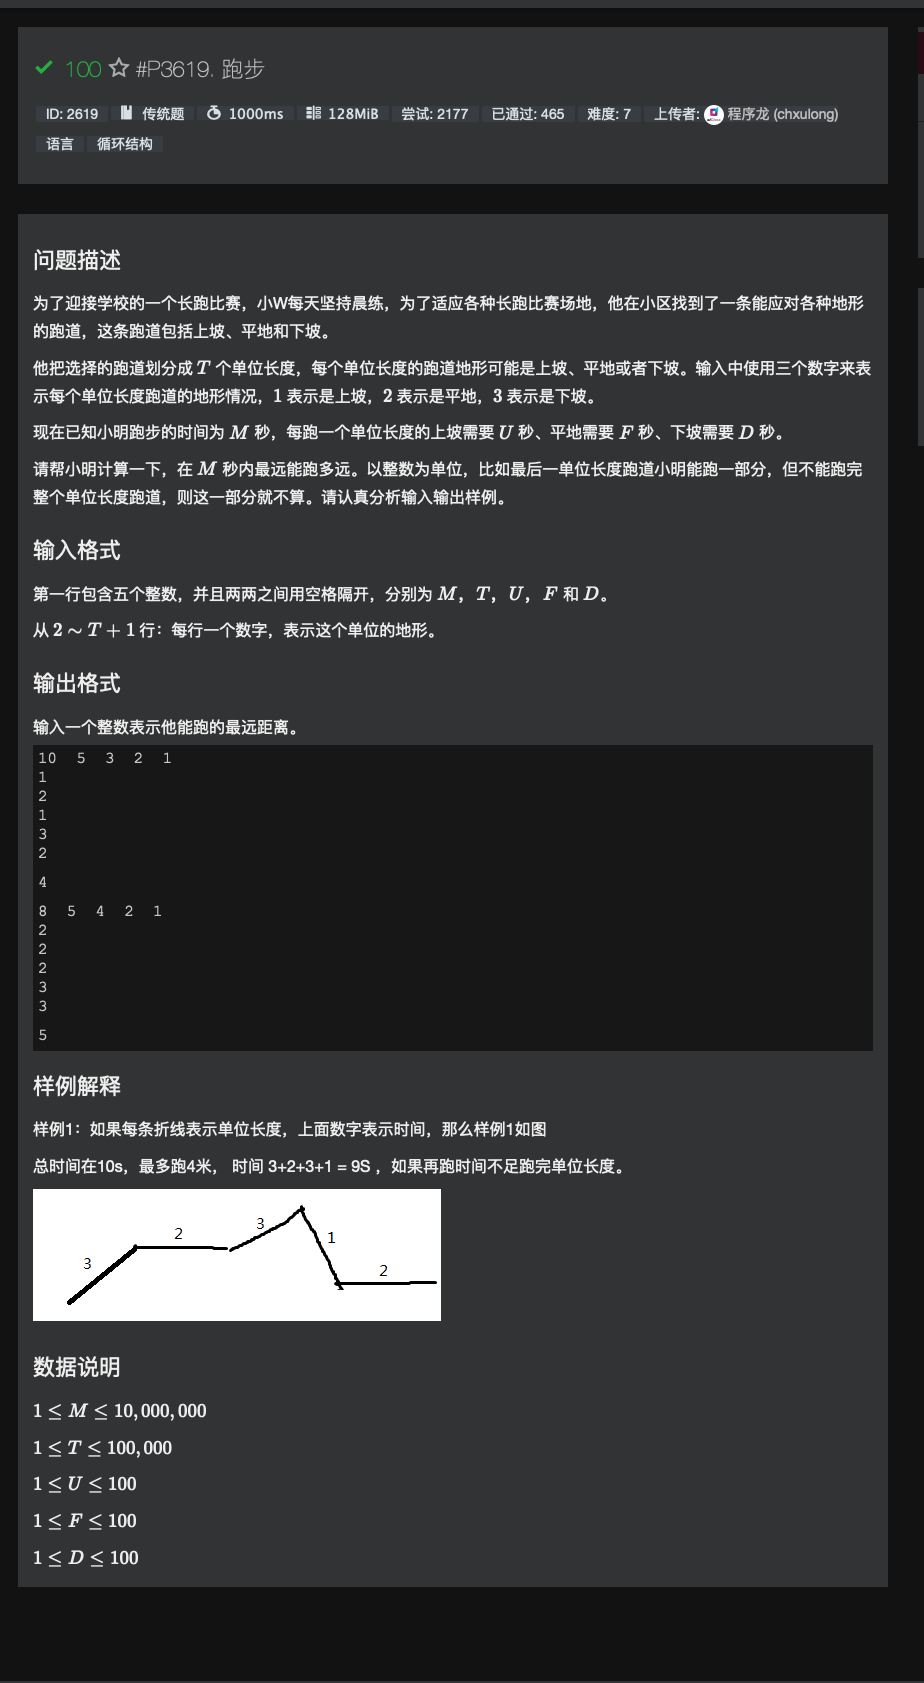 100 #P3619. 跑步
ID: 2619 传统题 1000ms 128MiB 尝试: 2177 已通过: 465 难度: 7 上传者: 程序龙 (chxulong)
语言 循环结构
问题描述
为了迎接学校的一个长跑比赛，小W每天坚持晨练，为了适应各种长跑比赛场地，他在小区找到了一条能应对各种地形
的跑道，这条跑道包括上坡、平地和下坡。
他把选择的跑道划分成 T 个单位长度，每个单位长度的跑道地形可能是上坡、平地或者下坡。输入中使用三个数字来表
示每个单位长度跑道的地形情况，1 表示是上坡，2 表示是平地，3 表示是下坡。
现在已知小明跑步的时间为 M 秒，每跑一个单位长度的上坡需要 U 秒、平地需要 F 秒、下坡需要 D 秒。
请帮小明计算一下，在 M 秒内最远能跑多远。以整数为单位，比如最后一单位长度跑道小明能跑一部分，但不能跑完
整个单位长度跑道，则这一部分就不算。请认真分析输入输出样例。
输入格式
第一行包含五个整数，并且两两之间用空格隔开，分别为 M，T，U，F 和 D。
从 2 ∼ T + 1 行：每行一个数字，表示这个单位的地形。
输出格式
输入一个整数表示他能跑的最远距离。
10 5 3 2 1
1
2
1
3
2
4
8 5 4 2 1
2
2
2
3
3
5
样例解释
样例1：如果每条折线表示单位长度，上面数字表示时间，那么样例1如图
总时间在10s，最多跑4米， 时间 3+2+3+1 = 9S ，如果再跑时间不足跑完单位长度。
3 2 3 1 2
数据说明
1 ≤ M ≤ 10,000,000
1 ≤ T ≤ 100,000
1 ≤ U ≤ 100
1 ≤ F ≤ 100
1 ≤ D ≤ 100